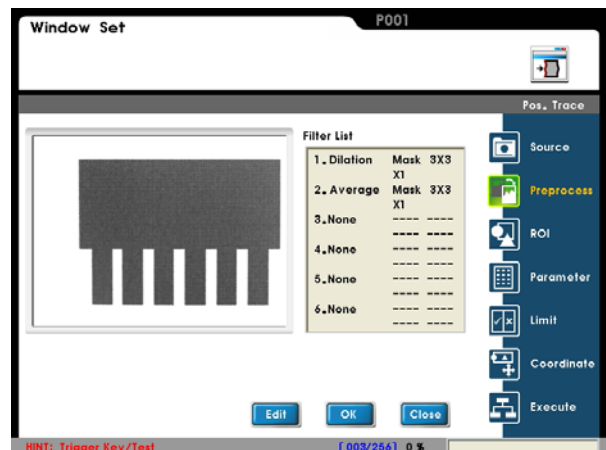 Window Set
P001
Pos. Trace
Filter List
1.Dilation Mask 3X3
X1
2.Average Mask 3X3
X1
3.None ---- ----
---- ----
4.None ---- ----
---- ----
5.None ---- ----
---- ----
6.None ---- ----
---- ----
Source
Preprocess
ROI
Parameter
Limit
Coordinate
Execute
Edit
OK
Close
HINT: Trigger Key/Test
[003/256] 0 %